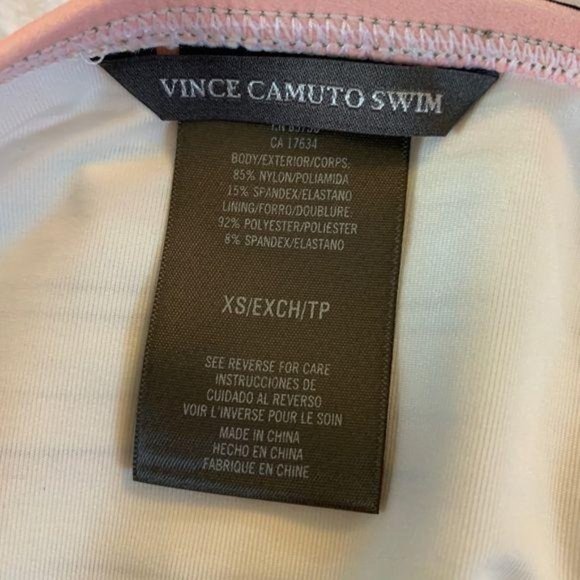 VINCE CAMUTO SWIM
CA 17634
BODY/EXTERIOR/CORPS:
85% NYLON/POLIAMIDA
15% SPANDEX/ELASTANO
LINING/FORRO/DOUBLURE:
92% POLYESTER/POLIESTER
8% SPANDEX/ELASTANO
XS/EXCH/TP
SEE REVERSE FOR CARE
INSTRUCCIONES DE
CUIDADO AL REVERSO
VOIR L'INVERSE POUR LE SOIN
MADE IN CHINA
HECHO EN CHINA
FABRIQUE EN CHINE